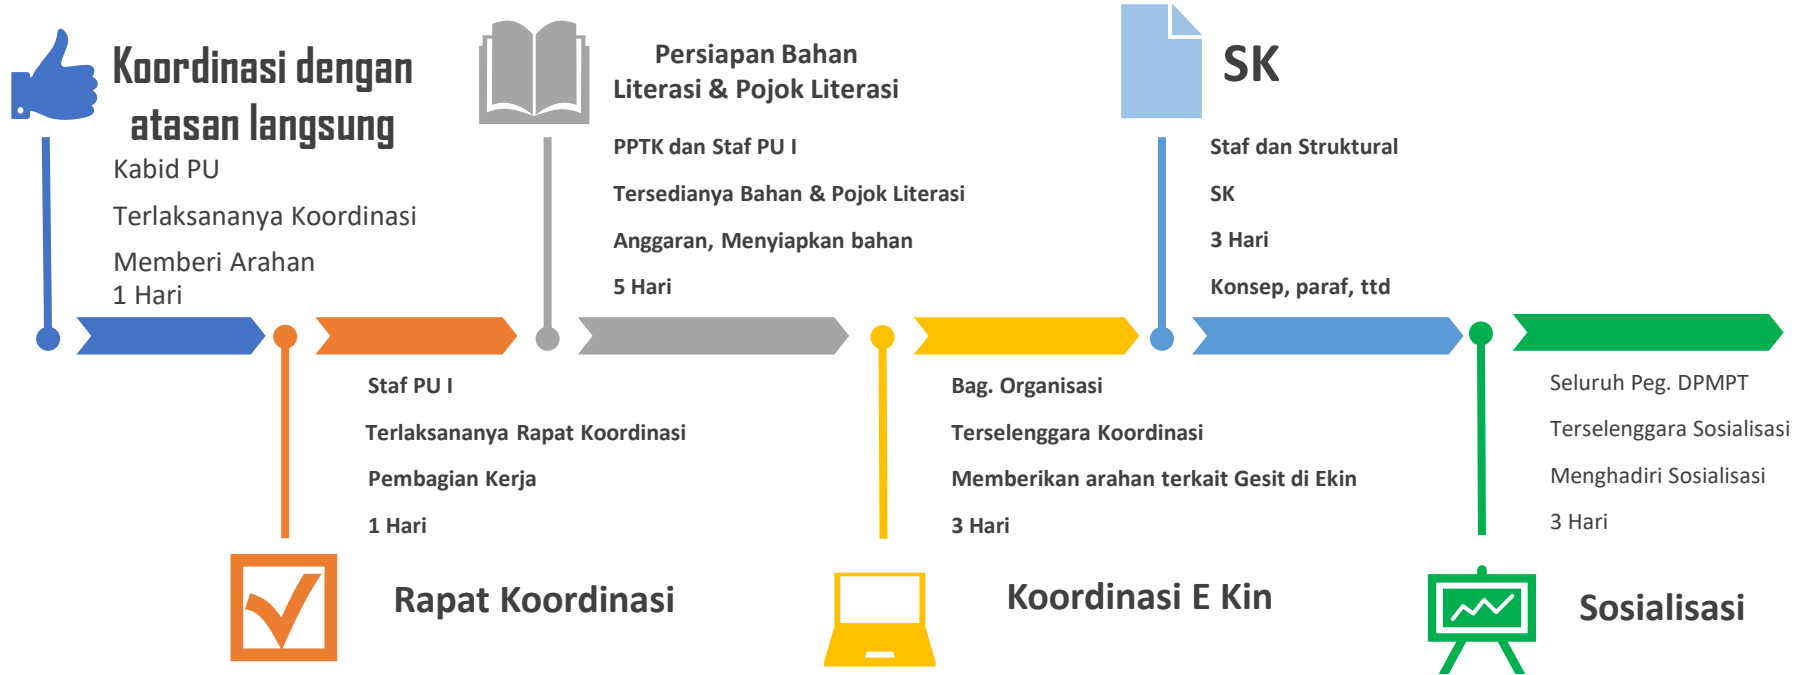 Koordinasi dengan
atasan langsung
Kabid PU
Terlaksananya Koordinasi
Memberi Arahan
1 Hari
Staf PU I
Terlaksananya Rapat Koordinasi
Pembagian Kerja
1 Hari
Rapat Koordinasi
Persiapan Bahan
Literasi & Pojok Literasi
PPTK dan Staf PU I
Tersedianya Bahan & Pojok Literasi
Anggaran, Menyiapkan bahan
5 Hari
Bag. Organisasi
Terselenggara Koordinasi
Memberikan arahan terkait Gesit di Ekin
3 Hari
Koordinasi E Kin
SK
Staf dan Struktural
SK
3 Hari
Konsep, paraf, ttd
Seluruh Peg. DPMPT
Terselenggara Sosialisasi
Menghadiri Sosialisasi
3 Hari
Sosialisasi